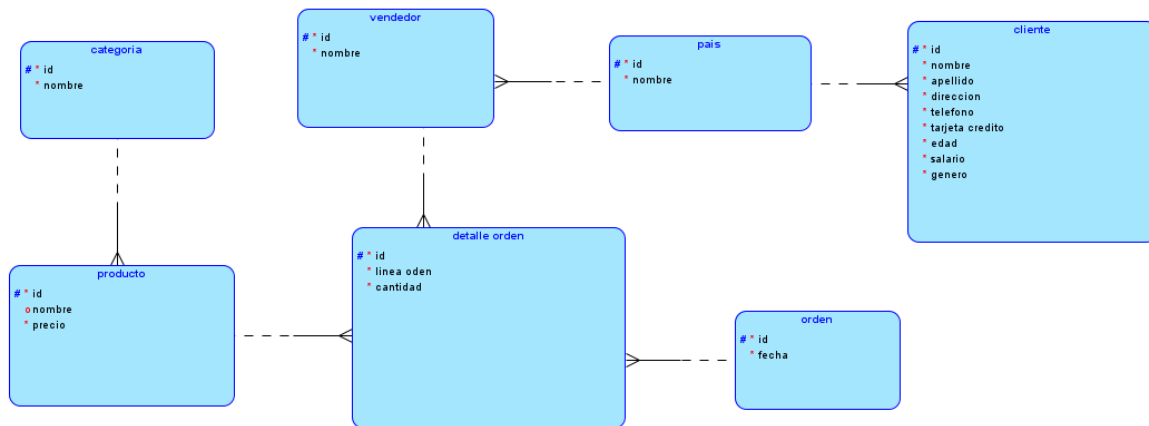 categoria
# * id
* nombre
vendedor
# * id
* nombre
pais
# * id
* nombre
cliente
# * id
* nombre
* apellido
* direccion
* telefono
* tarjeta credito
* edad
* salario
* genero
producto
# * id
o nombre
* precio
detalle orden
# * id
* linea oden
* cantidad
orden
# * id
* fecha